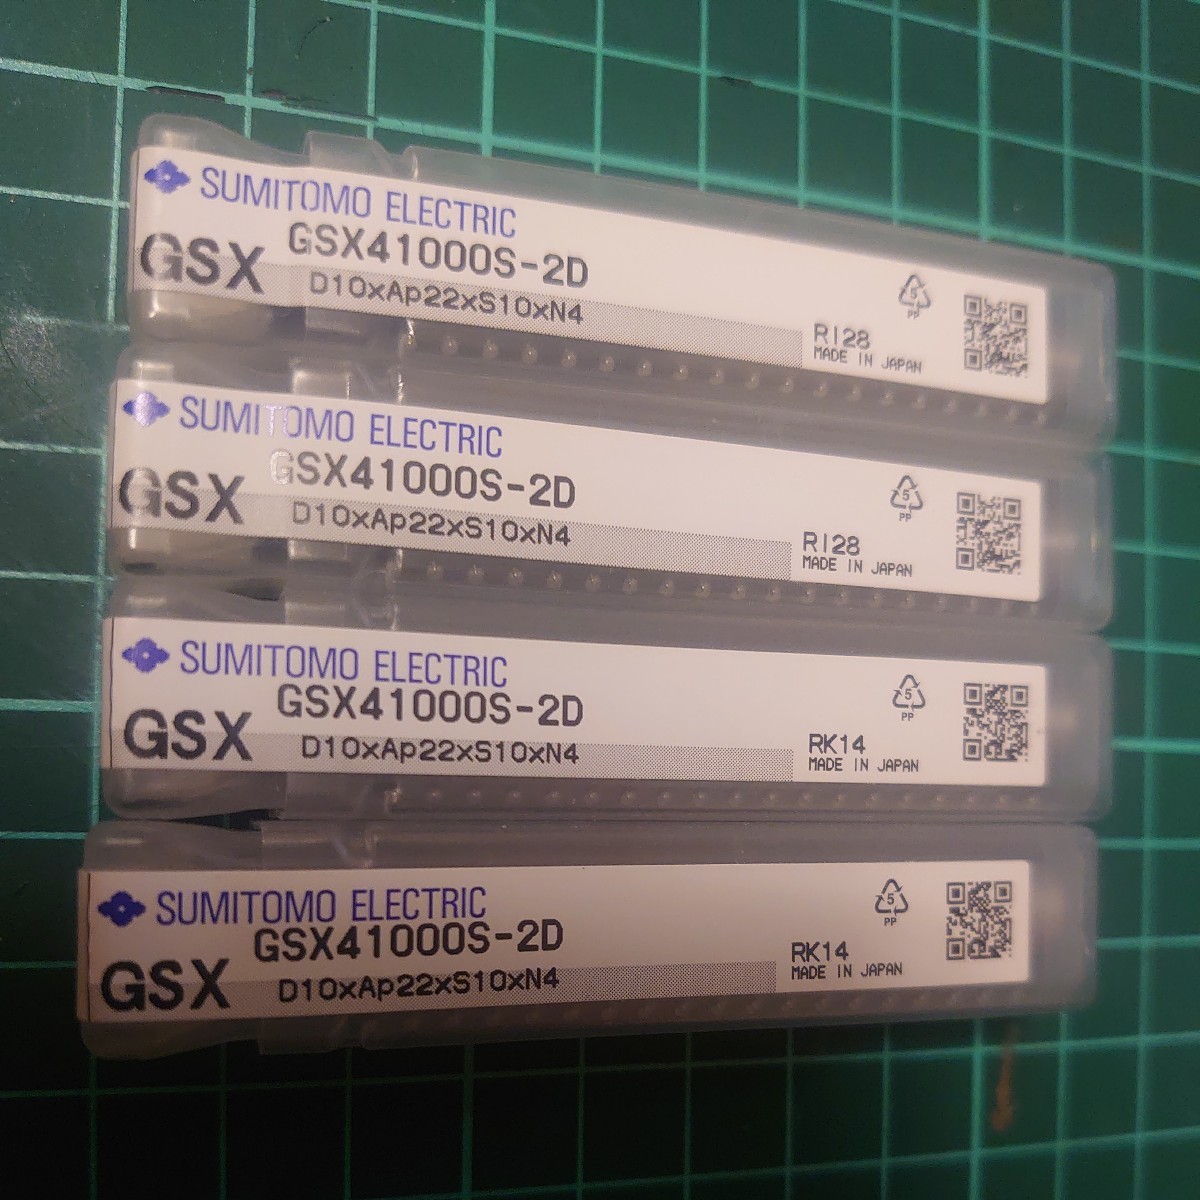 SUMITOMO ELECTRIC
GSX GSX41000S-2D
D10xAp22xS10xN4
5
PP
RI28
MADE IN JAPAN
SUMITOMO ELECTRIC
GSX GSX41000S-2D
D10xAp22xS10xN4
5
PP
RI28
MADE IN JAPAN
SUMITOMO ELECTRIC
GSX GSX41000S-2D
D10xAp22xS10xN4
5
PP
RK14
MADE IN JAPAN
SUMITOMO ELECTRIC
GSX GSX41000S-2D
D10xAp22xS10xN4
5
PP
RK14
MADE IN JAPAN